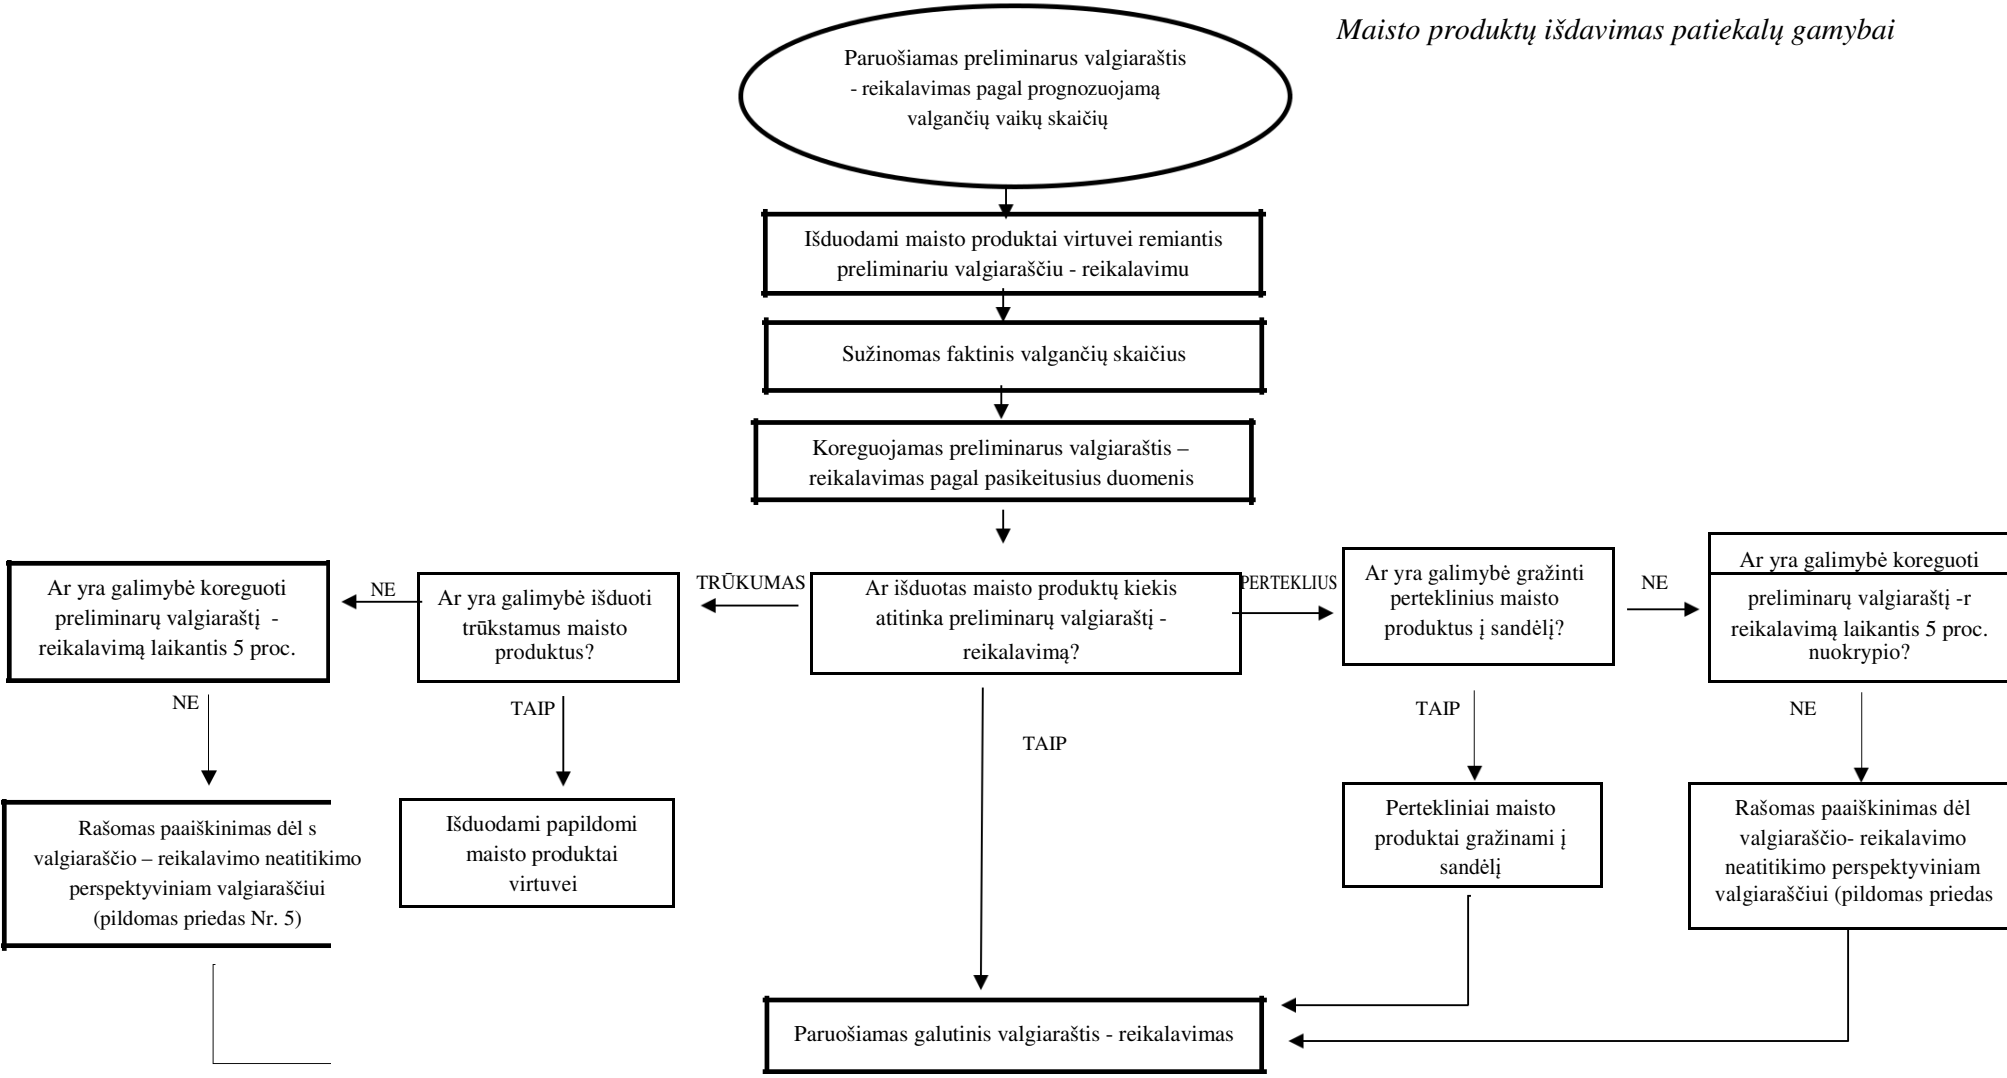 Maisto produktų išdavimas patiekalų gamybai
Paruošiamas preliminarus valgiaraštis
- reikalavimas pagal prognozuojamą
valgančių vaikų skaičių
Išduodami maisto produktai virtuvei remiantis
preliminariu valgiaraščiu - reikalavimu
Sužinomas faktinis valgančių skaičius
Koreguojamas preliminarus valgiaraštis –
reikalavimas pagal pasikeitusius duomenis
Ar yra galimybė koreguoti
preliminarų valgiaraštį -
reikalavimą laikantis 5 proc.
NE
Ar yra galimybė išduoti
trūkstamus maisto
produktus?
TRŪKUMAS
Ar išduotas maisto produktų kiekis
atitinka preliminarų valgiaraštį -
reikalavimą?
PERTEKLIUS
Ar yra galimybė gražinti
perteklinius maisto
produktus į sandėlį?
NE
Ar yra galimybė koreguoti
preliminarų valgiaraštį -r
reikalavimą laikantis 5 proc.
nuokrypio?
NE
TAIP
TAIP
TAIP
NE
Rašomas paaiškinimas dėl s
valgiaraščio – reikalavimo neatitikimo
perspektyviniam valgiaraščiui
(pildomas priedas Nr. 5)
Išduodami papildomi
maisto produktai
virtuvei
Pertekliniai maisto
produktai gražinami į
sandėlį
Rašomas paaiškinimas dėl
valgiaraščio- reikalavimo
neatitikimo perspektyviniam
valgiaraščiui (pildomas priedas
Paruošiamas galutinis valgiaraštis - reikalavimas